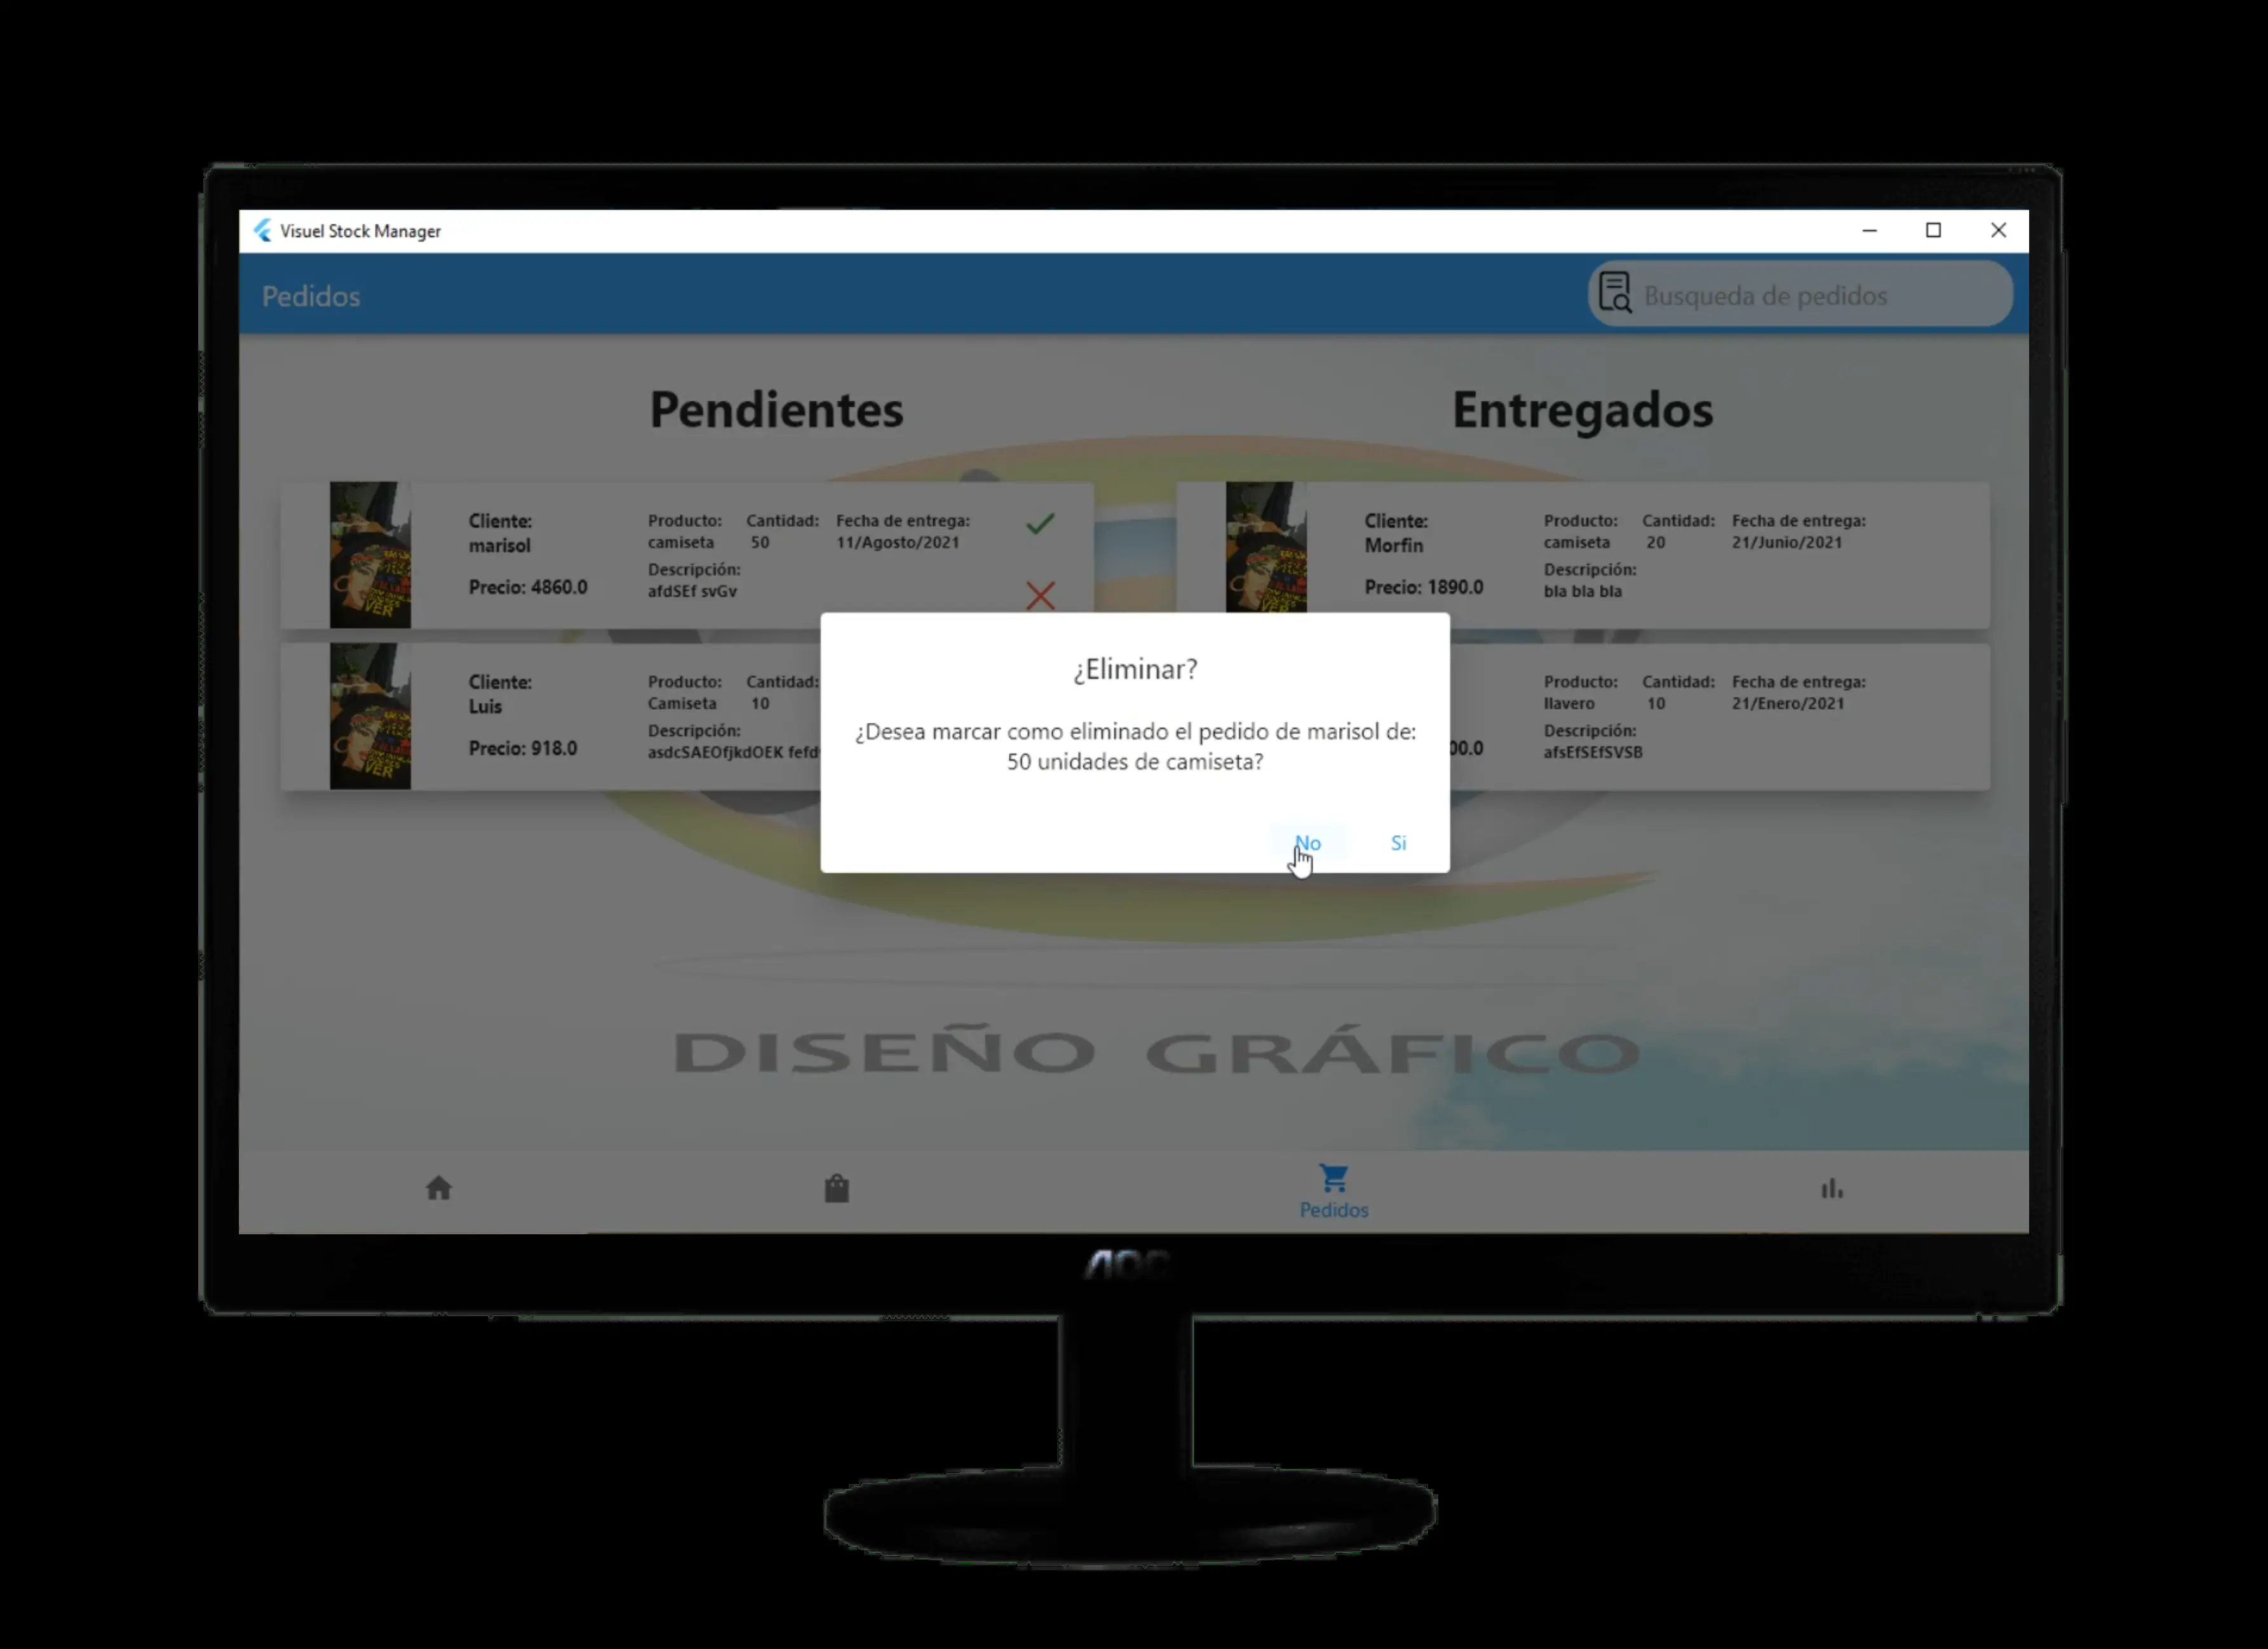 Visuel Stock Manager
Pedidos
Busqueda de pedidos
Pendientes
Entregados
Cliente:
marisol
Precio: 4860.0
Producto: Cantidad: Fecha de entrega:
camiseta 50 11/Agosto/2021
Descripción:
afdSEf svGv
Cliente:
Luis
Precio: 918.0
Producto: Cantidad:
Camiseta 10
Descripción:
asdcSAEOfjkdOEK fefd
Cliente:
Morfin
Precio: 1890.0
Producto: Cantidad: Fecha de entrega:
camiseta 20 21/Junio/2021
Descripción:
bla bla bla
00.0
Producto: Cantidad: Fecha de entrega:
llavero 10 21/Enero/2021
Descripción:
afsEfSEfSVSB
¿Eliminar?
¿Desea marcar como eliminado el pedido de marisol de:
50 unidades de camiseta?
No Si
DISEÑO GRÁFICO
Pedidos
AOC